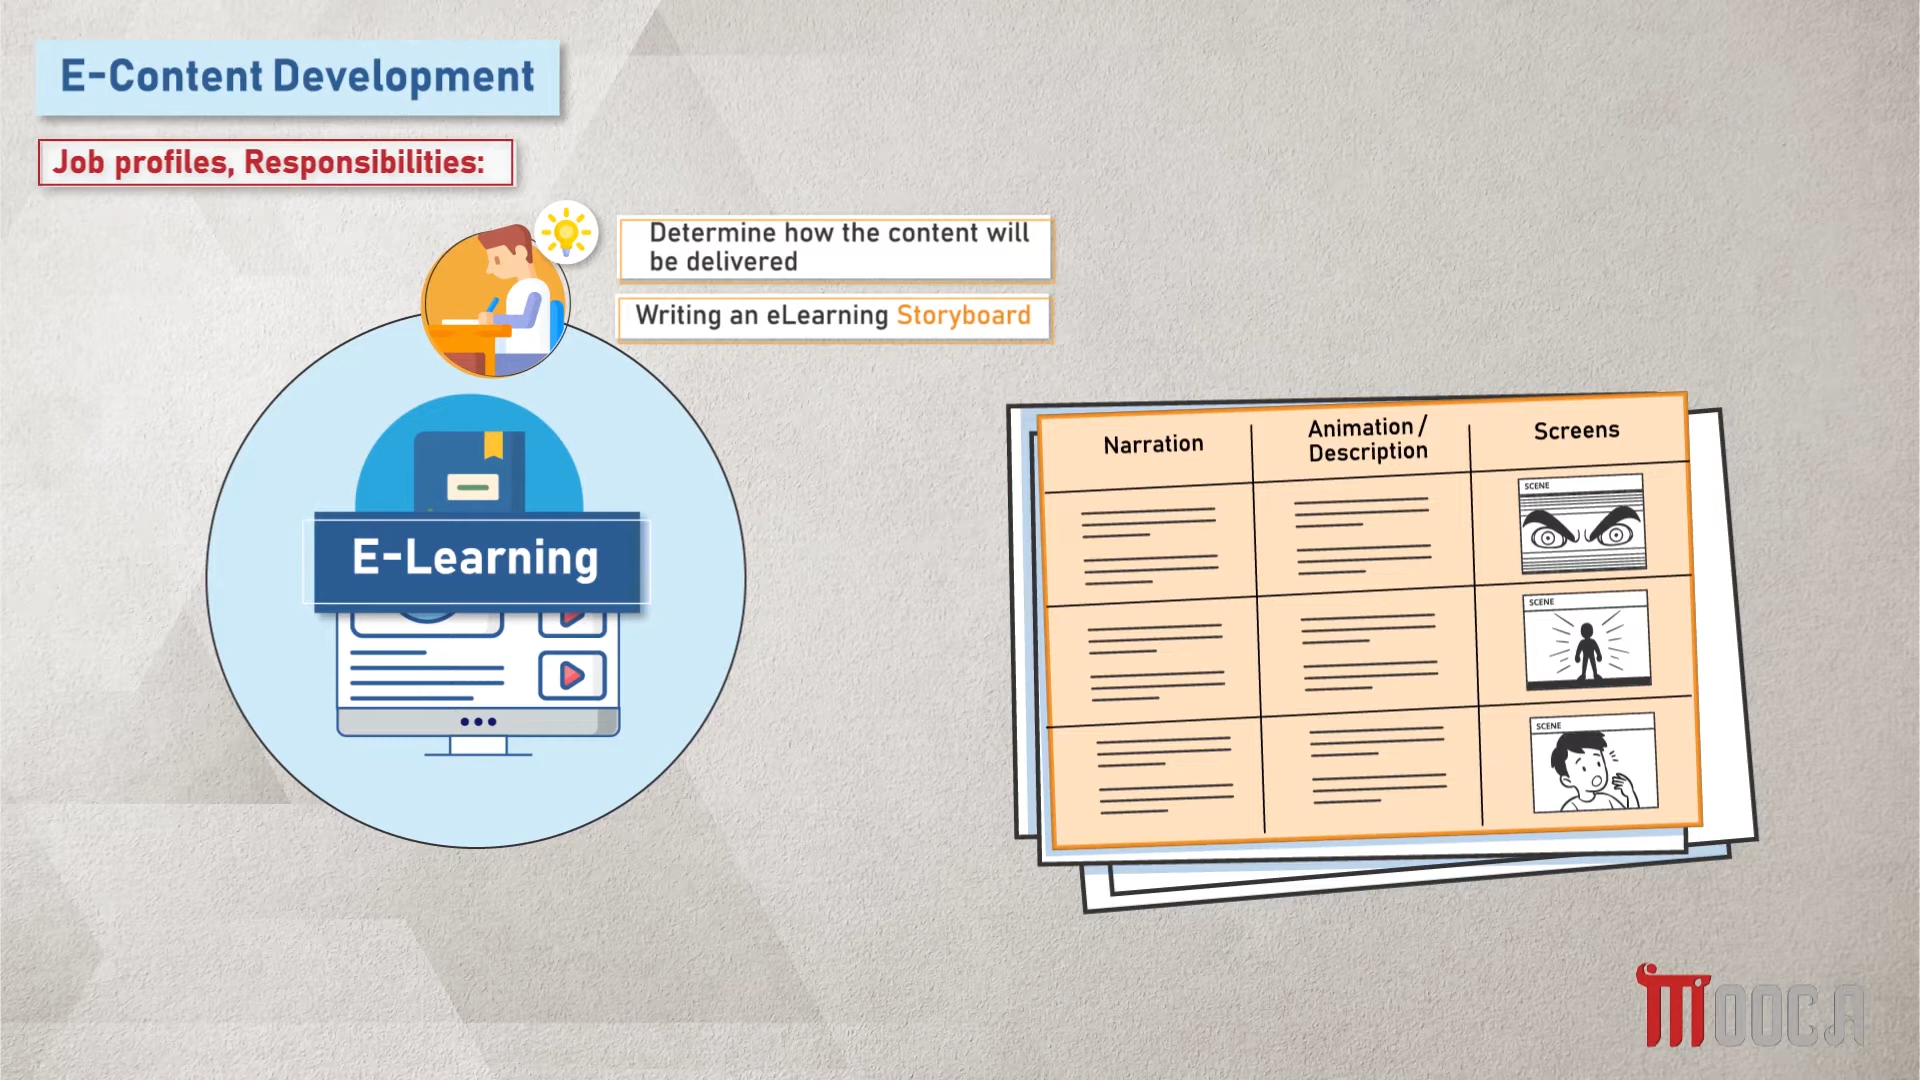 E-Content Development
Job profiles, Responsibilities:
Determine how the content will
be delivered
Writing an eLearning Storyboard
E-Learning
Narration
Animation /
Description
Screens
SCENE
SCENE
SCENE
MOOCA